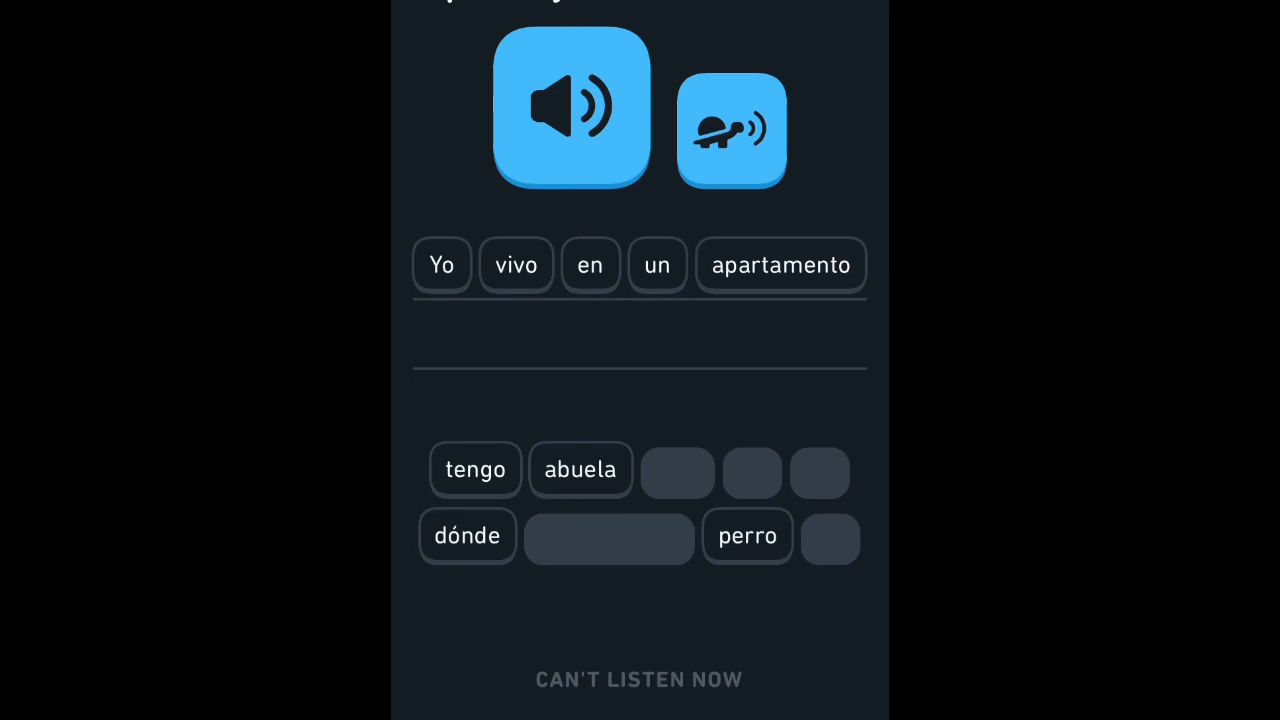 Yo vivo en un apartamento
tengo abuela
dónde perro
CAN'T LISTEN NOW